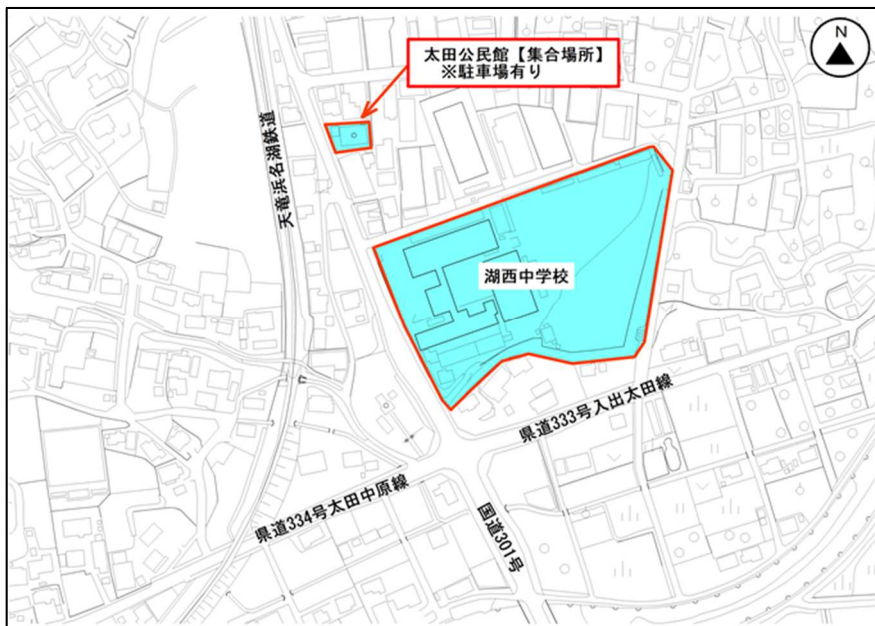 太田公民館【集合場所】
※駐車場有り
N
天竜浜名湖鉄道
湖西中学校
県道333号入出太田線
県道334号太田中原線
国道301号